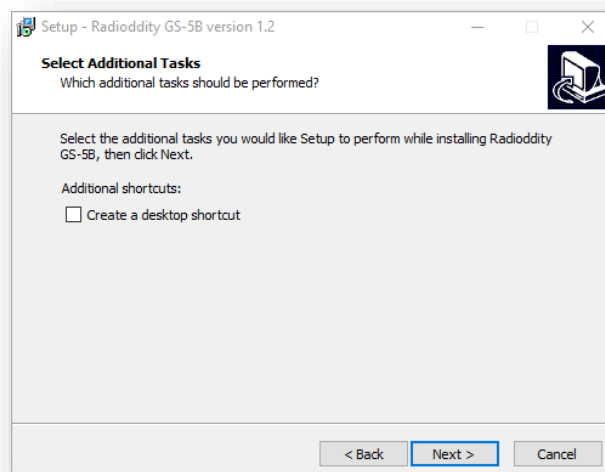 Setup - Radioddity GS-5B version 1.2
Select Additional Tasks
Which additional tasks should be performed?
Select the additional tasks you would like Setup to perform while installing Radioddity
GS-5B, then click Next.
Additional shortcuts:
Create a desktop shortcut
< Back
Next >
Cancel